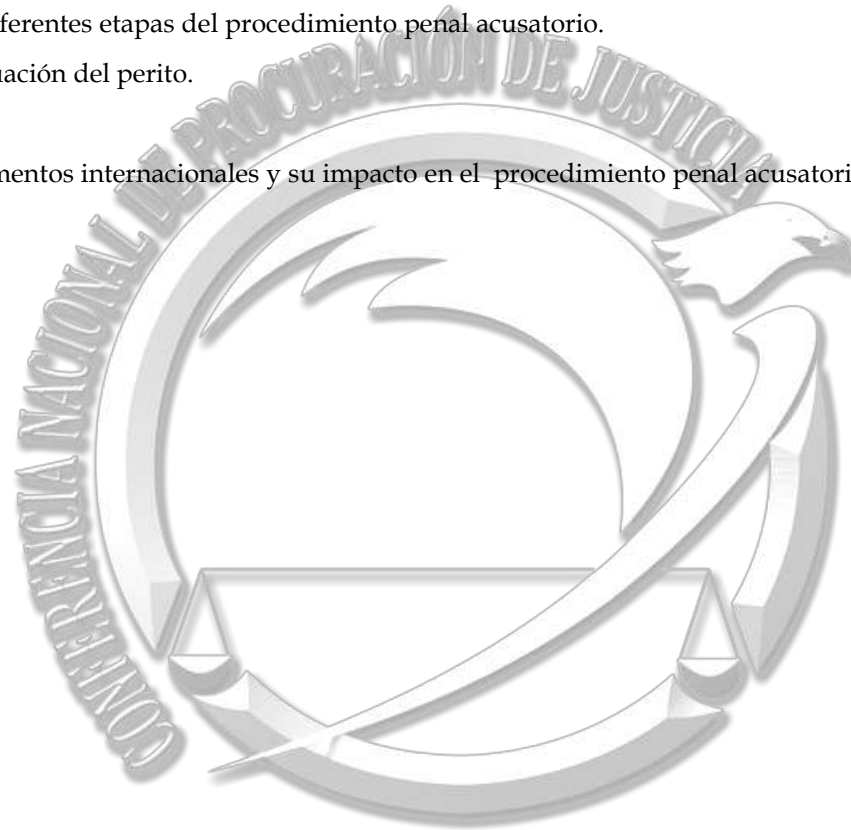 ferentes etapas del procedimiento penal acusatorio.
uación del perito.
CONFERENCIA NACIONAL DE PROCURACIÓN DE JUSTICIA
mentos internacionales y su impacto en el procedimiento penal acusatori